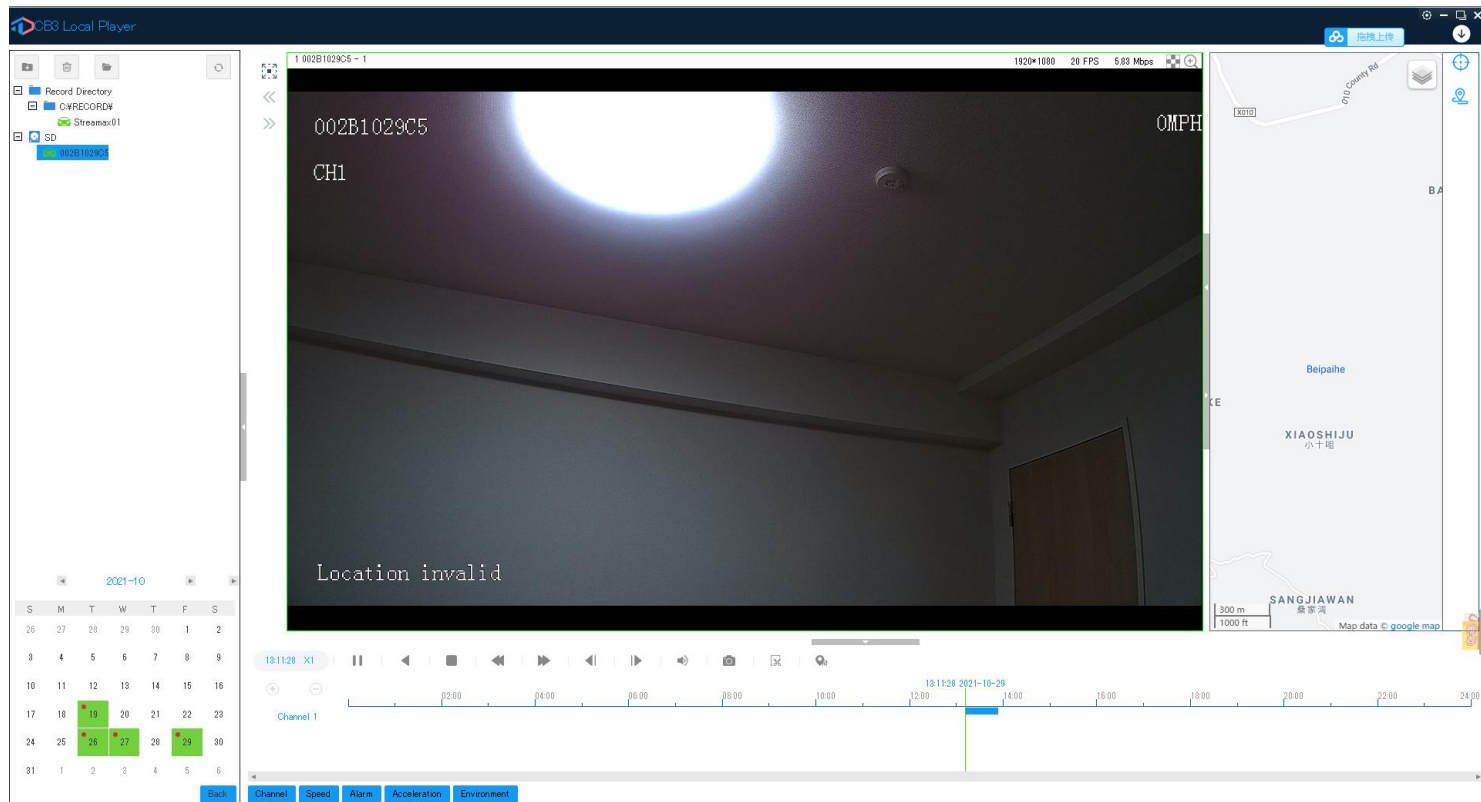 CB3 Local Player
拖拽上传
Record Directory
C:¥RECORD¥
Streamax01
SD
002B1029C5
1 002B1029C5 - 1
1920*1080 20 FPS 5.83 Mbps
002B1029C5
0MPH
CH1
Location invalid
010 County Rd
X010
BA
Beipaihe
KE
XIAOSHIJU
小十咀
SANGJIAWAN
桑家湾
300 m
1000 ft
Map data © google map
2021-10
S M T W T F S
26 27 28 29 30 1 2
3 4 5 6 7 8 9
10 11 12 13 14 15 16
17 18 19 20 21 22 23
24 25 26 27 28 29 30
31 1 2 3 4 5 6
Back
13:11:28 X1
13:11:28 2021-10-29
02:00 04:00 06:00 08:00 10:00 12:00 14:00 16:00 18:00 20:00 22:00 24:00
Channel 1
Channel Speed Alarm Acceleration Environment